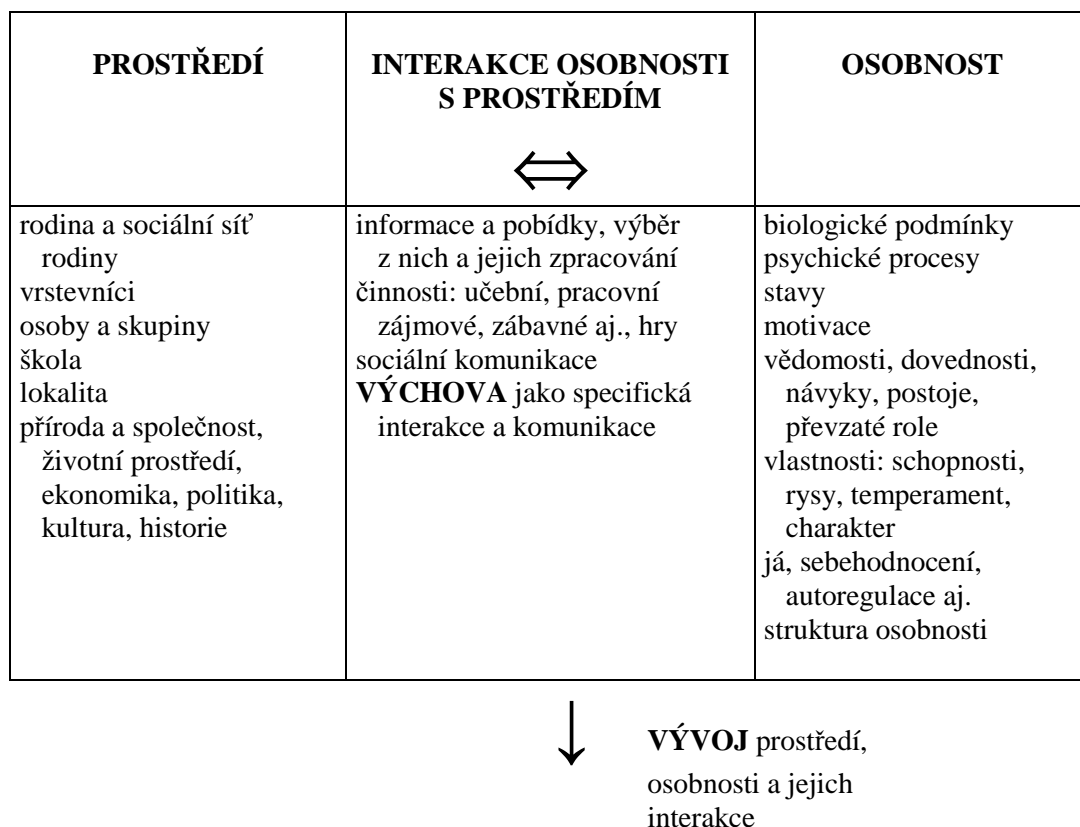 PROSTŘEDÍ
INTERAKCE OSOBNOSTI
S PROSTŘEDÍM
⇔
OSOBNOST
rodina a sociální síť
rodiny
vrstevníci
osoby a skupiny
škola
lokalita
příroda a společnost,
životní prostředí,
ekonomika, politika,
kultura, historie
informace a pobídky, výběr
z nich a jejich zpracování
činnosti: učební, pracovní
zájmové, zábavné aj., hry
sociální komunikace
VÝCHOVA jako specifická
interakce a komunikace
biologické podmínky
psychické procesy
stavy
motivace
vědomosti, dovednosti,
návyky, postoje,
převzaté role
vlastnosti: schopnosti,
rysy, temperament,
charakter
já, sebehodnocení,
autoregulace aj.
struktura osobnosti
↓
VÝVOJ prostředí,
osobnosti a jejich
interakce